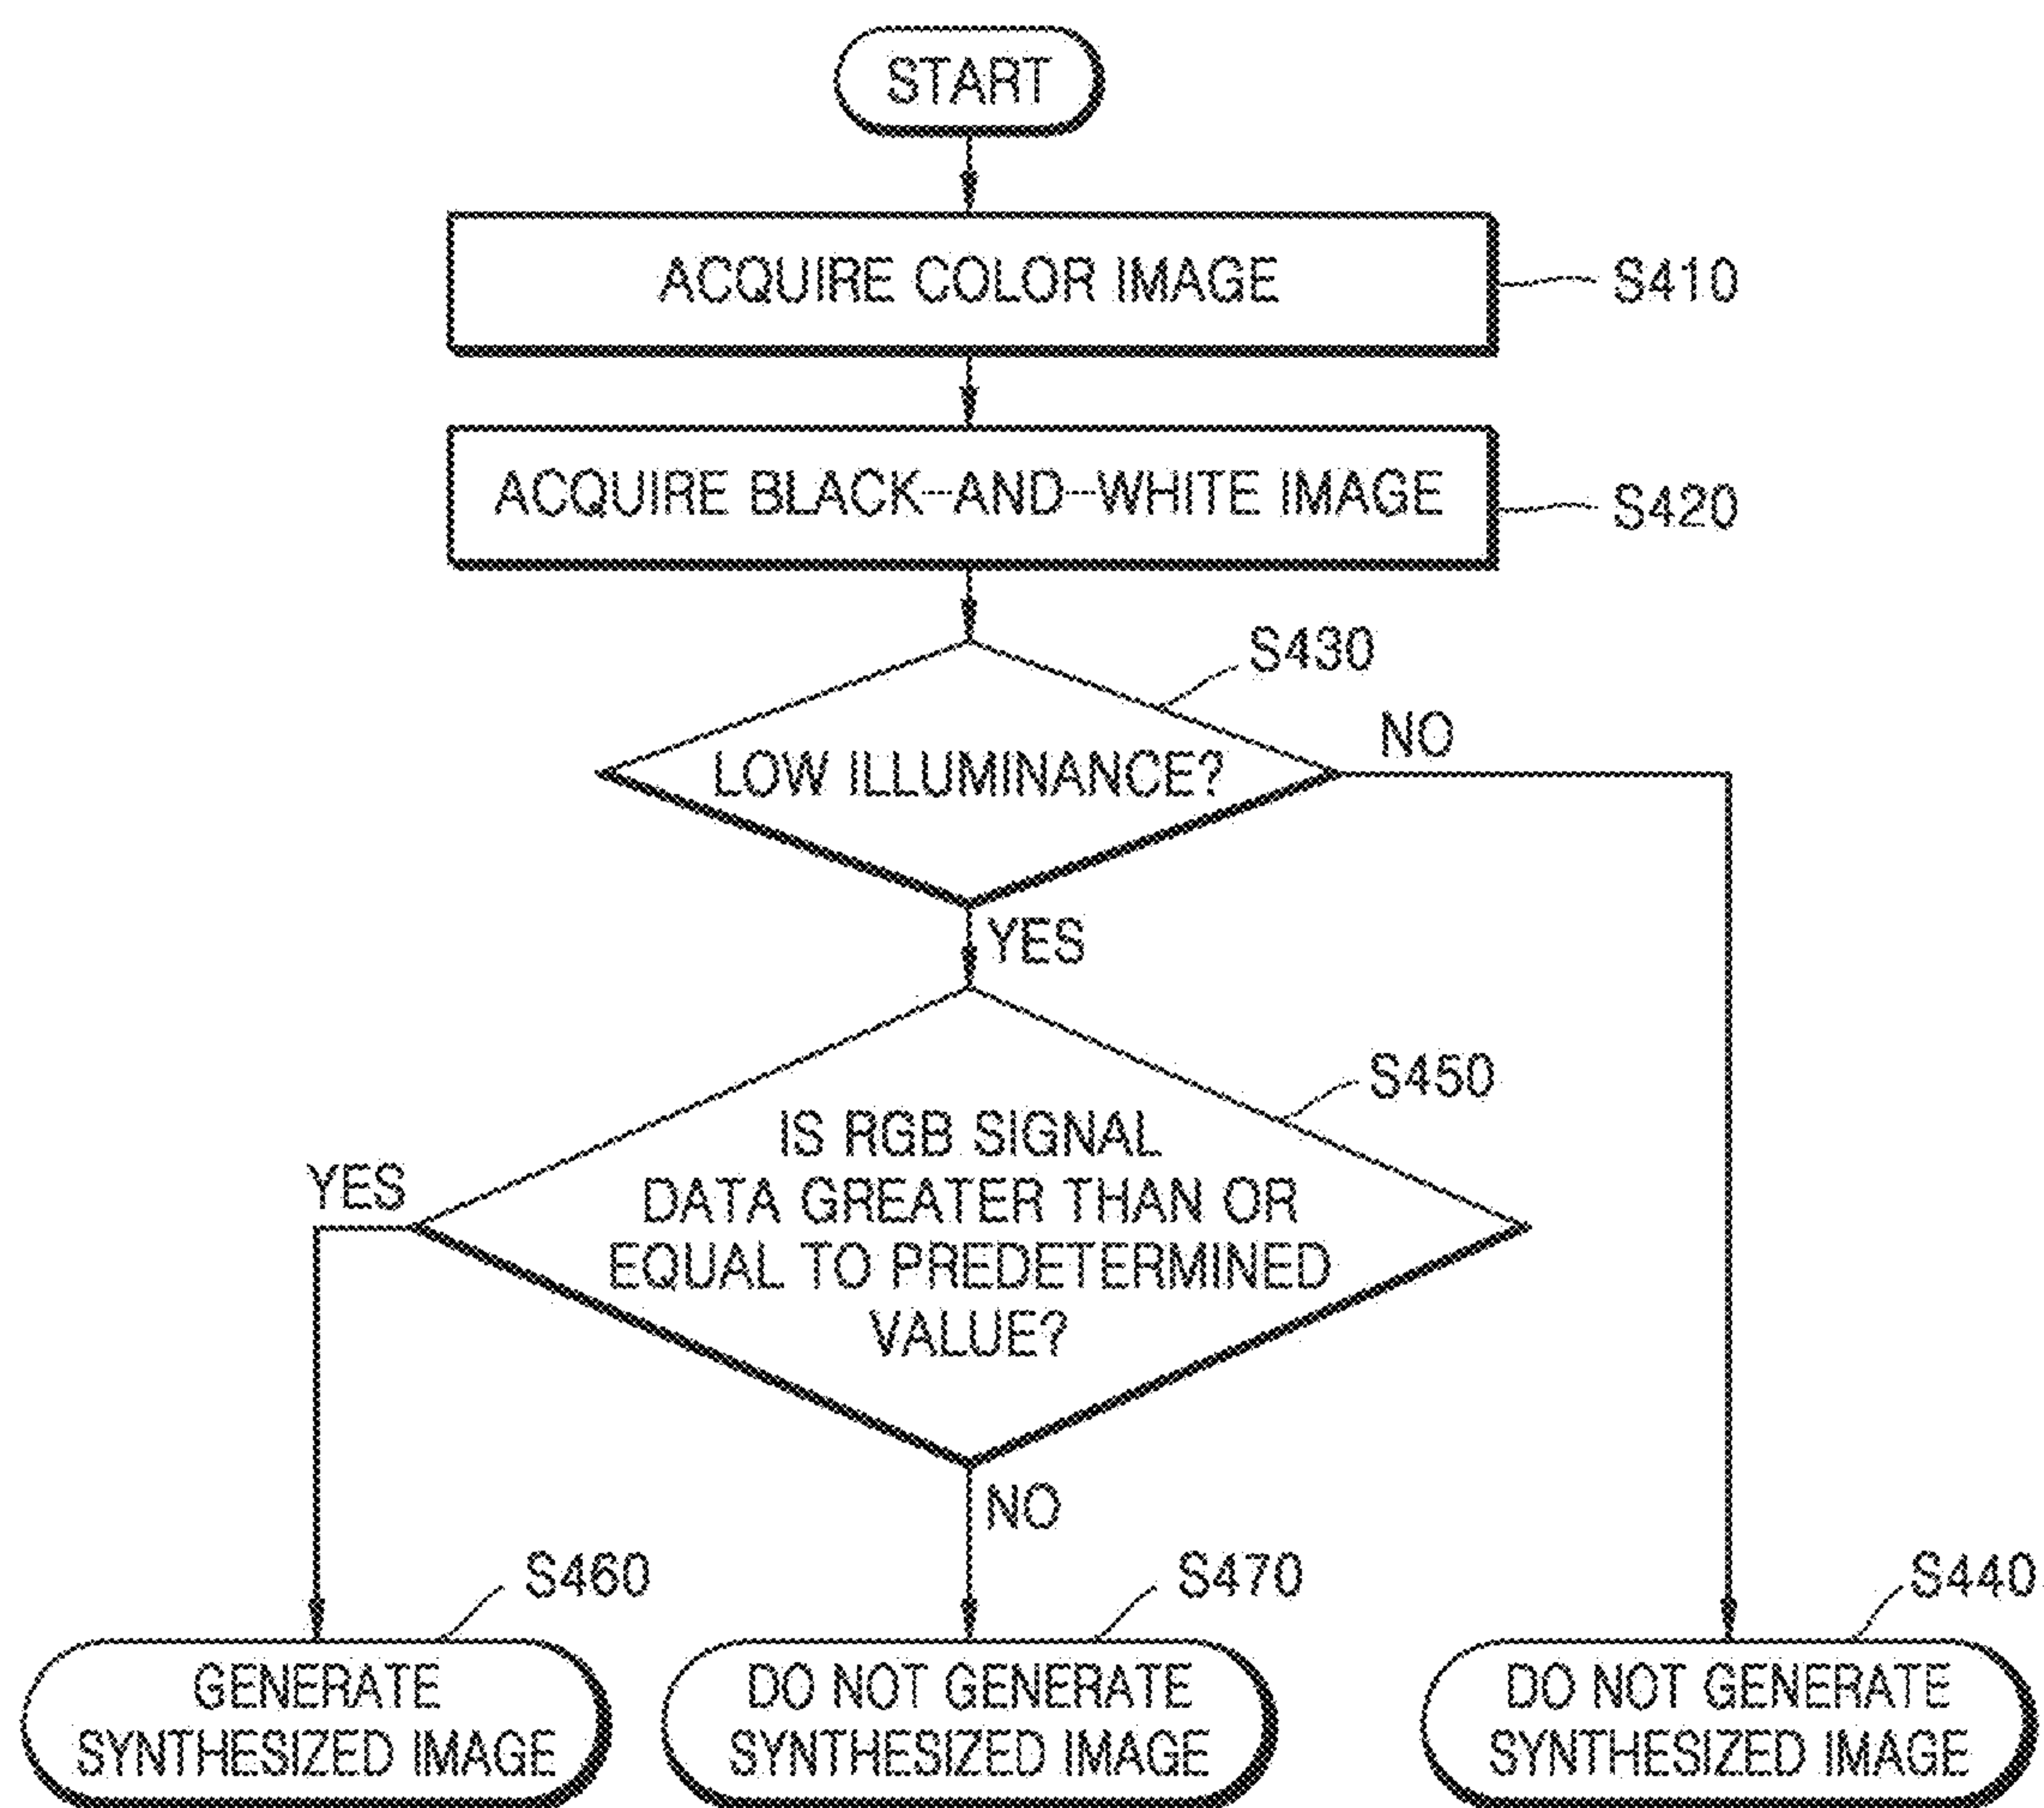 START
ACQUIRE COLOR IMAGE
S410
ACQUIRE BLACK-AND-WHITE IMAGE
S420
S430
LOW ILLUMINANCE?
NO
YES
S450
IS RGB SIGNAL
DATA GREATER THAN OR
EQUAL TO PREDETERMINED
VALUE?
YES
NO
S460
GENERATE
SYNTHESIZED IMAGE
S470
DO NOT GENERATE
SYNTHESIZED IMAGE
S440
DO NOT GENERATE
SYNTHESIZED IMAGE